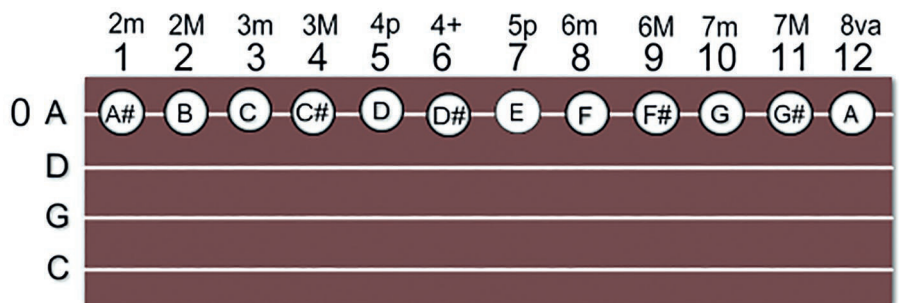 2m 2M 3m 3M 4p 4+ 5p 6m 6M 7m 7M 8va
1 2 3 4 5 6 7 8 9 10 11 12
0 A A# B C C# D D# E F F# G G# A
D
G
C